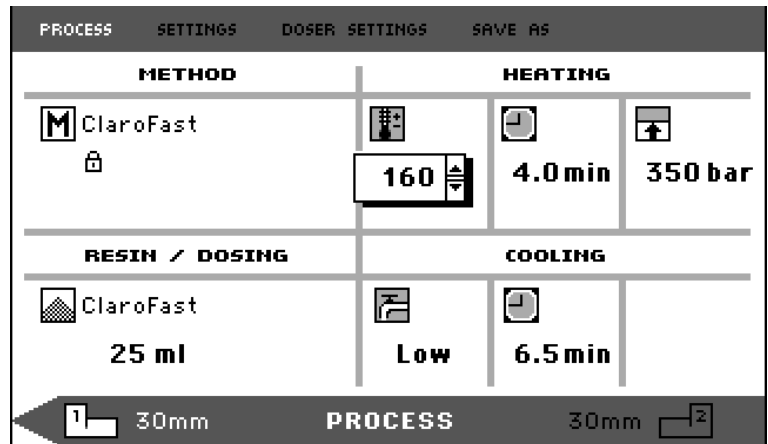 PROCESS SETTINGS DOSER SETTINGS SAVE AS
METHOD HEATING
M ClaroFast
160 4.0 min 350 bar
RESIN / DOSING COOLING
ClaroFast
25 ml Low 6.5 min
1 30mm PROCESS 30mm 2